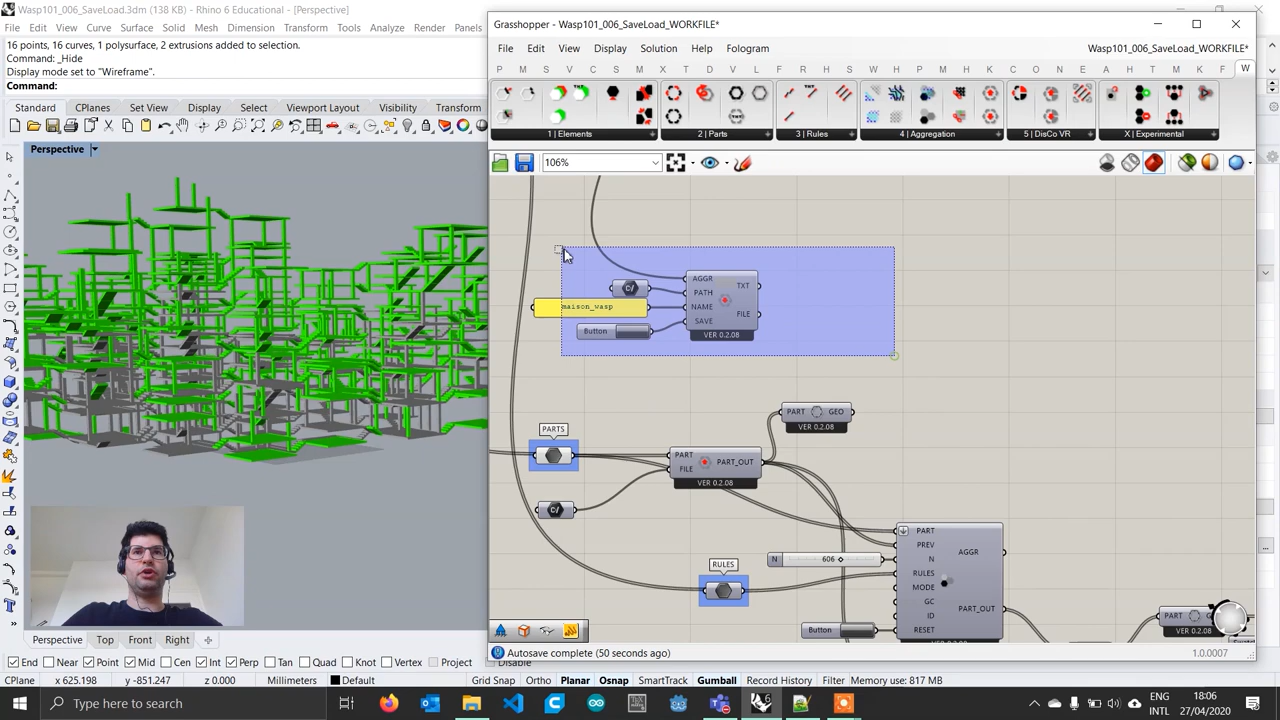 Wasp101_006_SaveLoad.3dm (138 KB) - Rhino 6 Educational - [Perspective]
File Edit View Curve Surface Solid Mesh Dimension Transform Tools Analyze Render Panels
16 points, 16 curves, 1 polysurface, 2 extrusions added to selection.
Command: _Hide
Display mode set to "Wireframe".
Command:
Standard CPlanes Set View Display Select Viewport Layout Visibility Transform
Perspective
Grasshopper - Wasp101_006_SaveLoad_WORKFILE*
File Edit View Display Solution Help Fologram
Wasp101_006_SaveLoad_WORKFILE*
P M S V C S M P T D V L S V S W S H K S D K T M K F W
1 | Elements 2 | Parts 3 | Rules 4 | Aggregation 5 | DisCo VR X | Experimental
106%
AGGR
PATH
NAME
SAVE
TXT
FILE
VER 0.2.08
C/
maison_wasp
Button
PART GEO
VER 0.2.08
PARTS
PART
FILE
PART_OUT
VER 0.2.08
C/
N 606
RULES
PART
PREV
N
RULES
MODE
GC
ID
RESET
AGGR
PART_OUT
Button
PART
VER 0.2.08
Autosave complete (50 seconds ago)
1.0.0007
Perspective Top Front Right
End Near Point Mid Cen Int Perp Tan Quad Knot Vertex Project Disable
CPlane x 625.198 y -851.247 z 0.000 Millimeters Default Grid Snap Ortho Planar Osnap SmartTrack Gumball Record History Filter Memory use: 817 MB
Type here to search
ENG
INTL
18:06
27/04/2020